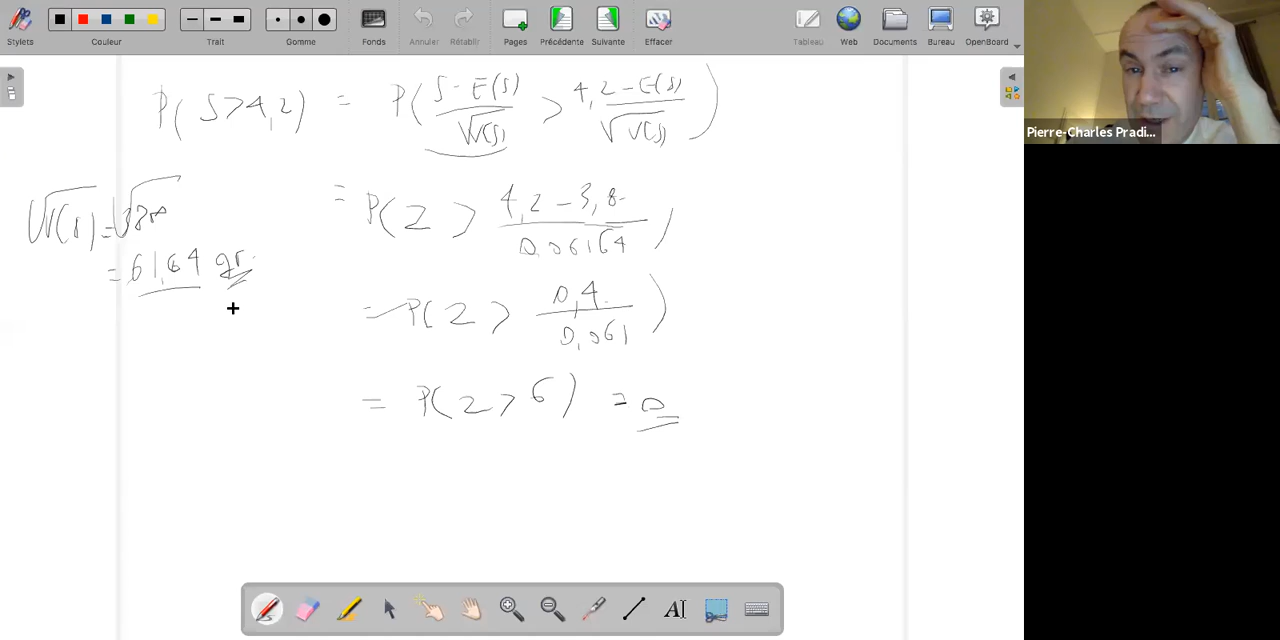 Stylets Couleur Trait Gomme Fonds Annuler Rétablir Pages Précédente Suivante Effacer Tableau Web Documents Bureau OpenBoard
Pierre-Charles Pradi...
P(S>4,2) = P(S-E(S)/√V(S) > 4,2-E(S)/√V(S))
= P(Z > 4,2-3,8/0,06164)
√V(S) = √3800
= 61,64 gr.
= P(Z > 0,4/0,061)
= P(Z > 6) = 0